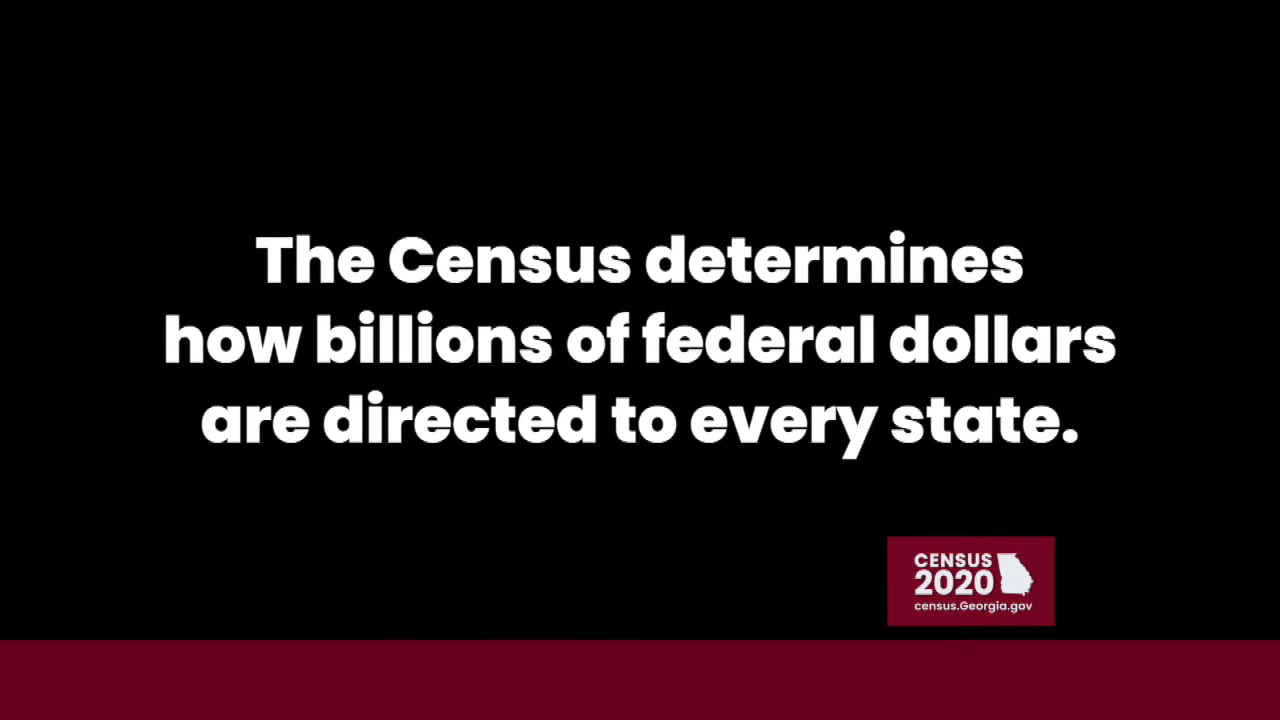 The Census determines
how billions of federal dollars
are directed to every state.
CENSUS
2020
census.Georgia.gov